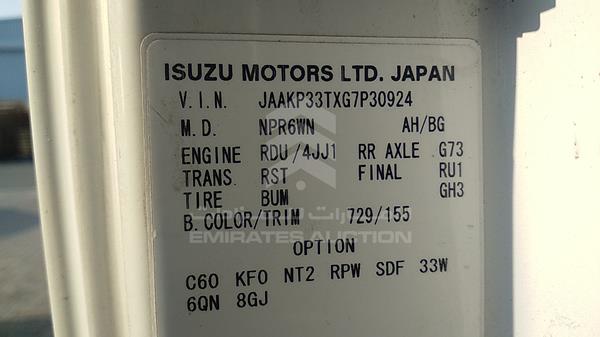 ISUZU MOTORS LTD. JAPAN
V.I.N. JAAKP33TXG7P30924
M.D. NPR6WN AH/BG
ENGINE RDU/4JJ1 RR AXLE G73
TRANS. RST FINAL RU1
TIRE BUM GH3
B.COLOR/TRIM 729/155
EMIRATES AUCTION
OPTION
C60 KF0 NT2 RPW SDF 33W
6QN 8GJ